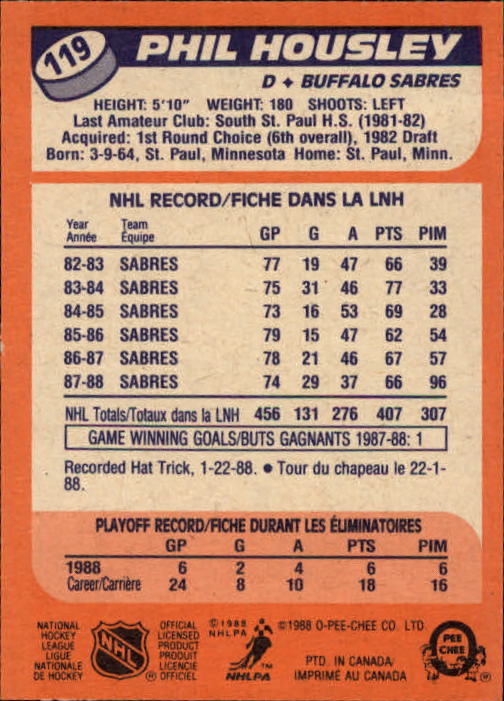 119 PHIL HOUSLEY
D ♦ BUFFALO SABRES
HEIGHT: 5'10" WEIGHT: 180 SHOOTS: LEFT
Last Amateur Club: South St. Paul H.S. (1981-82)
Acquired: 1st Round Choice (6th overall), 1982 Draft
Born: 3-9-64, St. Paul, Minnesota Home: St. Paul, Minn.
NHL RECORD/FICHE DANS LA LNH
Year Team
Année Équipe GP G A PTS PIM
82-83 SABRES 77 19 47 66 39
83-84 SABRES 75 31 46 77 33
84-85 SABRES 73 16 53 69 28
85-86 SABRES 79 15 47 62 54
86-87 SABRES 78 21 46 67 57
87-88 SABRES 74 29 37 66 96
NHL Totals/Totaux dans la LNH 456 131 276 407 307
GAME WINNING GOALS/BUTS GAGNANTS 1987-88: 1
Recorded Hat Trick, 1-22-88. ● Tour du chapeau le 22-1-
88.
PLAYOFF RECORD/FICHE DURANT LES ÉLIMINATOIRES
GP G A PTS PIM
1988 6 2 4 6 6
Career/Carrière 24 8 10 18 16
NATIONAL
HOCKEY
LEAGUE
LIGUE
NATIONALE
DE HOCKEY
NHL
OFFICIAL
LICENSED
PRODUCT
PRODUIT
LICENCIE
® OFFICIEL
©1988
NHLPA
™
NHLPA
©1988 O-PEE-CHEE CO. LTD.
PTD. IN CANADA/
IMPRIMÉ AU CANADA
O
PEE
CHEE